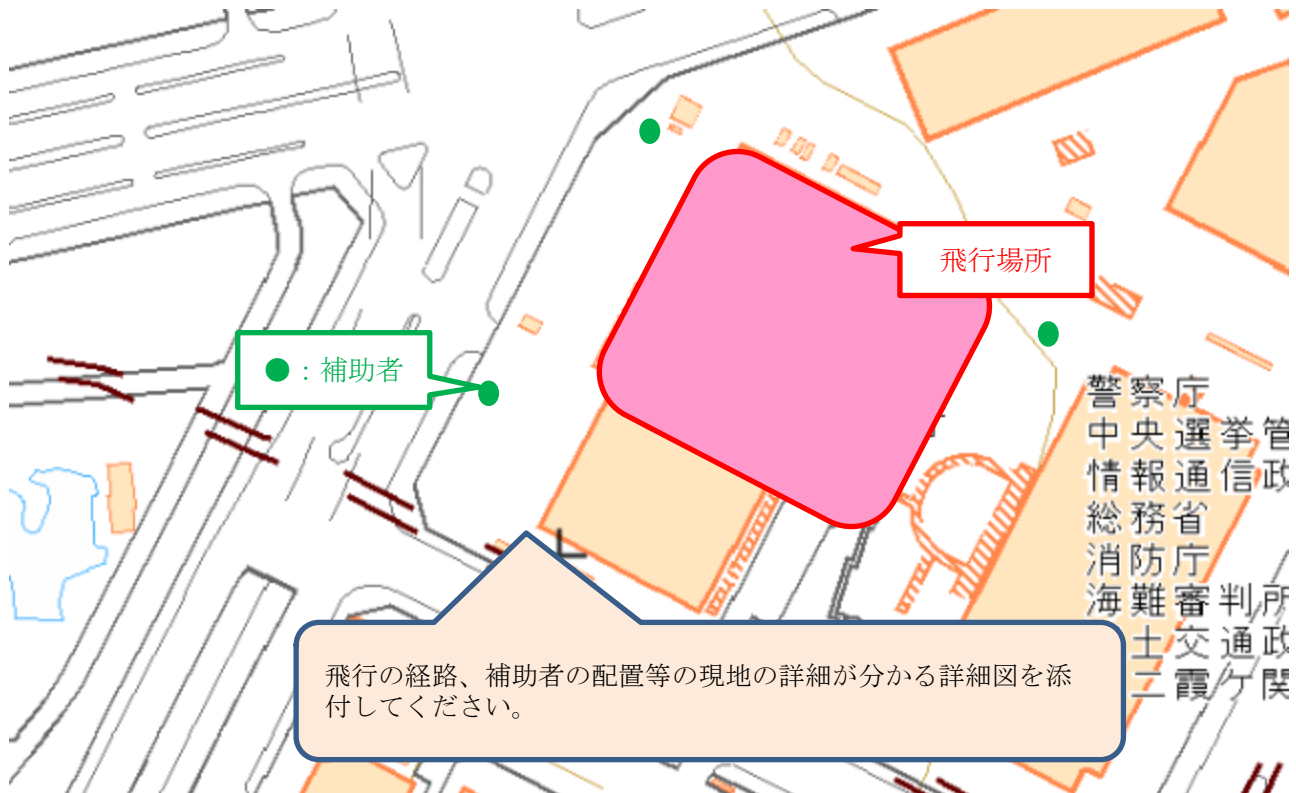 飛行場所
●：補助者
警察庁
中央選挙管
情報通信政
総務省
消防庁
海難審判所
土交通政
二霞ケ関
飛行の経路、補助者の配置等の現地の詳細が分かる詳細図を添
付してください。